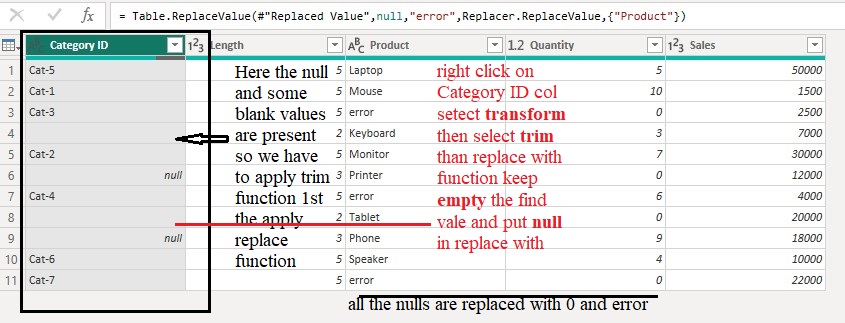 = Table.ReplaceValue(#"Replaced Value",null,"error",Replacer.ReplaceValue,{"Product"})
Category ID 1²3 Length ABC Product 1.2 Quantity 1²3 Sales
1 Cat-5 5 Laptop 5 50000
2 Cat-1 5 Mouse 10 1500
3 Cat-3 5 error 0 2500
4 2 Keyboard 3 7000
5 Cat-2 5 Monitor 7 30000
6 null 3 Printer 0 12000
7 Cat-4 5 error 6 4000
8 2 Tablet 0 20000
9 null 3 Phone 9 18000
10 Cat-6 5 Speaker 4 10000
11 Cat-7 5 error 0 22000
Here the null
and some
blank values
are present
so we have
to apply trim
function 1st
the apply
replace
function
right click on
Category ID col
setect transform
then select trim
than replace with
function keep
empty the find
vale and put null
in replace with
all the nulls are replaced with 0 and error